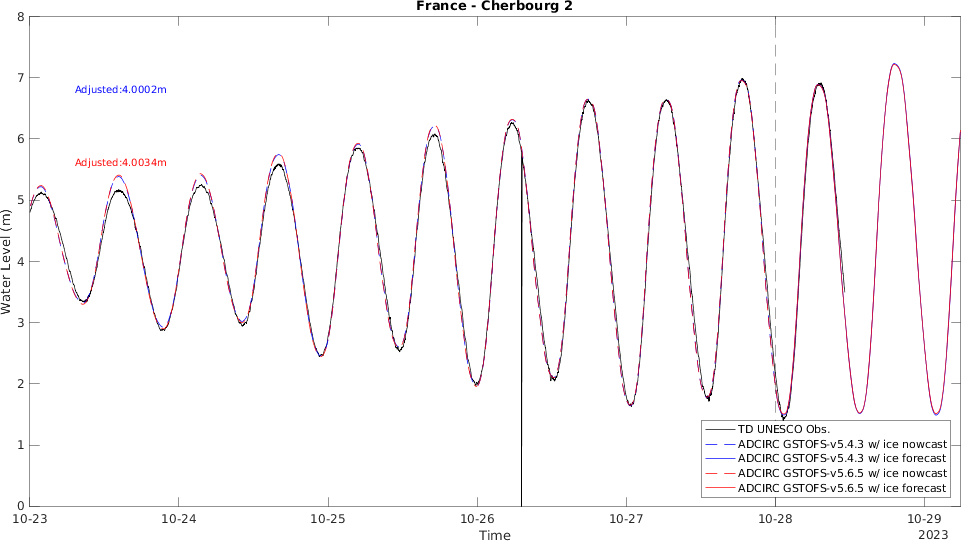 France - Cherbourg 2
8
7
6
5
4
3
2
1
0
Water Level (m)
Adjusted:4.0002m
Adjusted:4.0034m
TD UNESCO Obs.
ADCIRC GSTOFS-v5.4.3 w/ ice nowcast
ADCIRC GSTOFS-v5.4.3 w/ ice forecast
ADCIRC GSTOFS-v5.6.5 w/ ice nowcast
ADCIRC GSTOFS-v5.6.5 w/ ice forecast
10-23 10-24 10-25 10-26 10-27 10-28 10-29
Time
2023